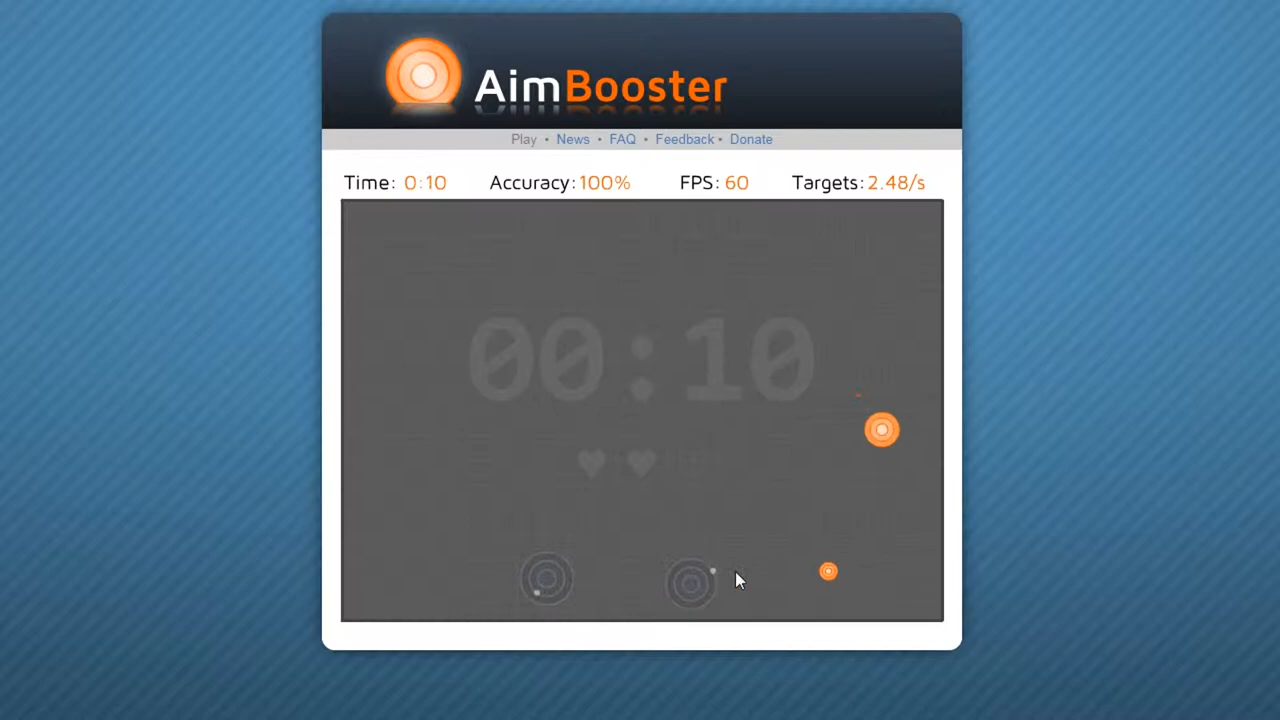 AimBooster
Play • News • FAQ • Feedback • Donate
Time: 0:10 Accuracy: 100% FPS: 60 Targets: 2.48/s
00:10